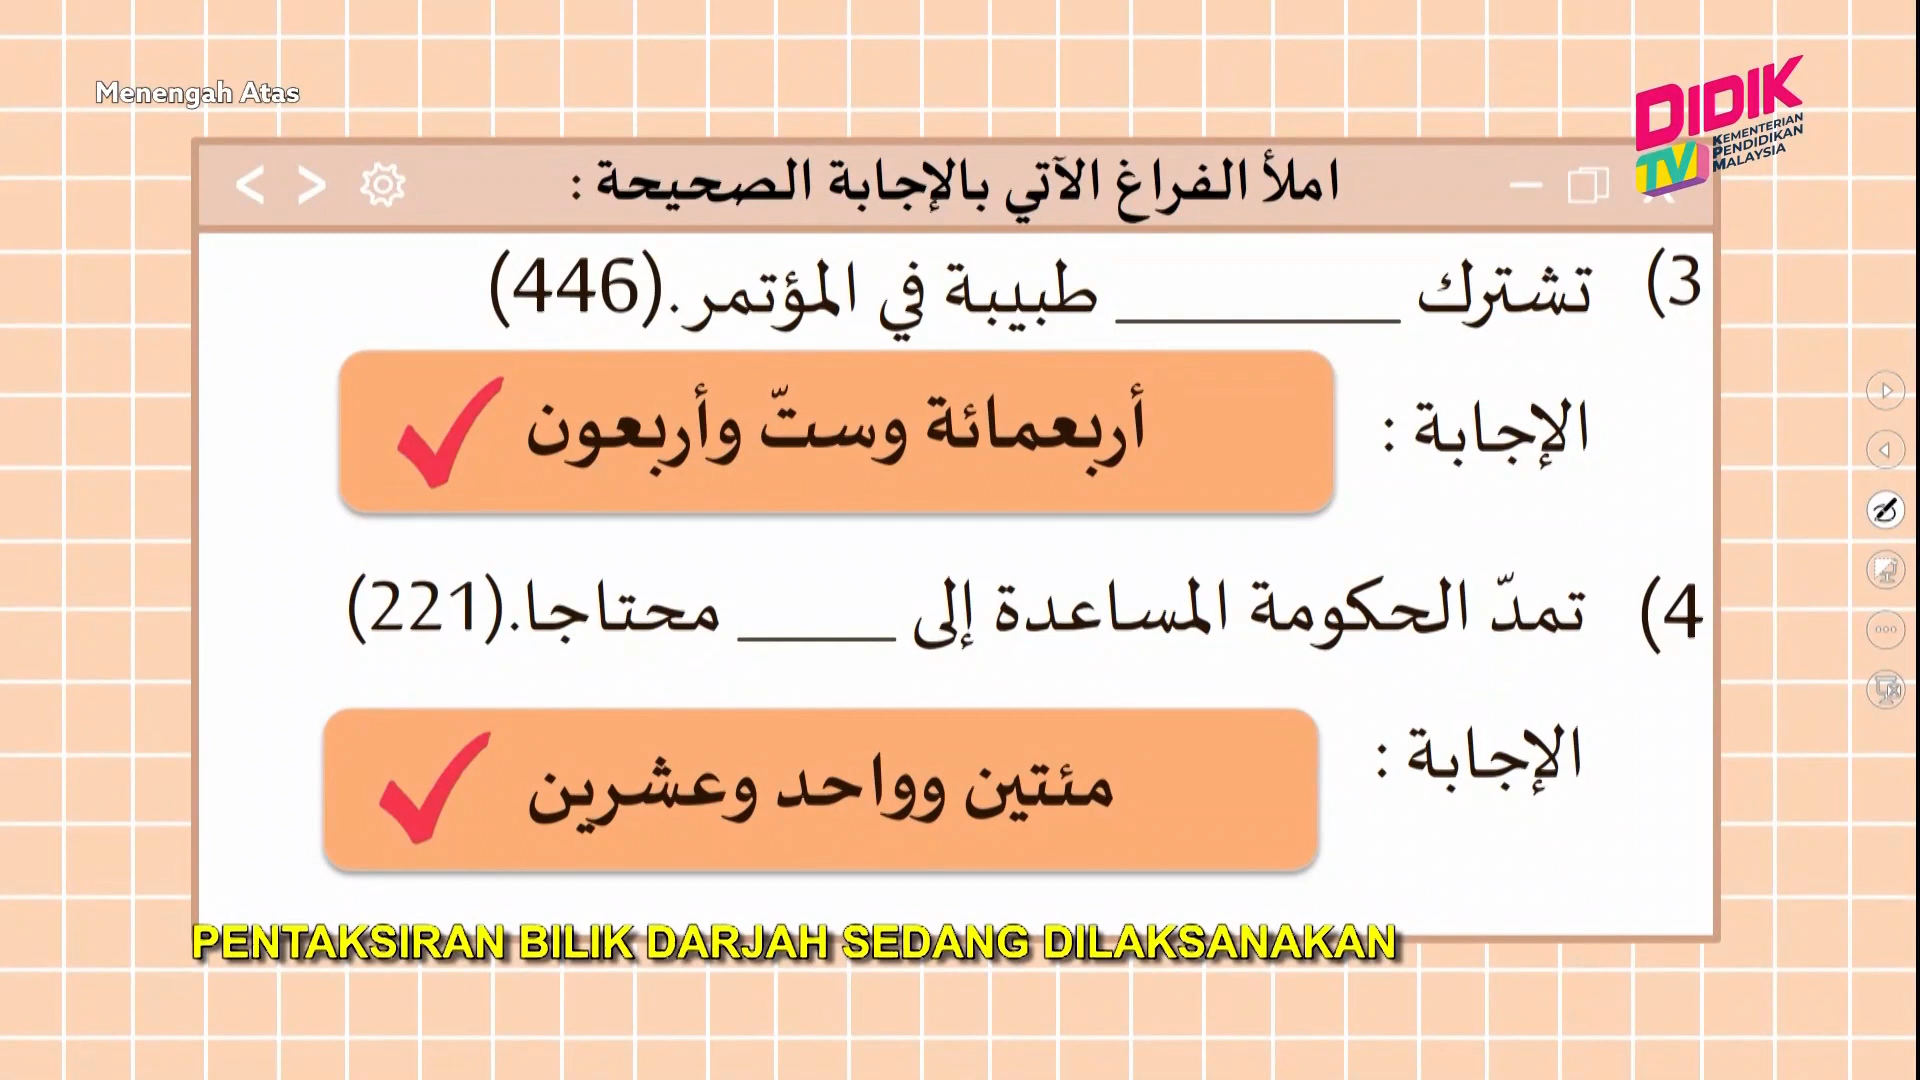 Menengah Atas
DIDIK
TV
KEMENTERIAN
PENDIDIKAN
MALAYSIA
املأ الفراغ الآتي بالإجابة الصحيحة :
3) تشترك ________ طبيبة في المؤتمر.(446)
الإجابة :
أربعمائة وستّ وأربعون
4) تمدّ الحكومة المساعدة إلى _____ محتاجا.(221)
الإجابة :
مئتين وواحد وعشرين
PENTAKSIRAN BILIK DARJAH SEDANG DILAKSANAKAN